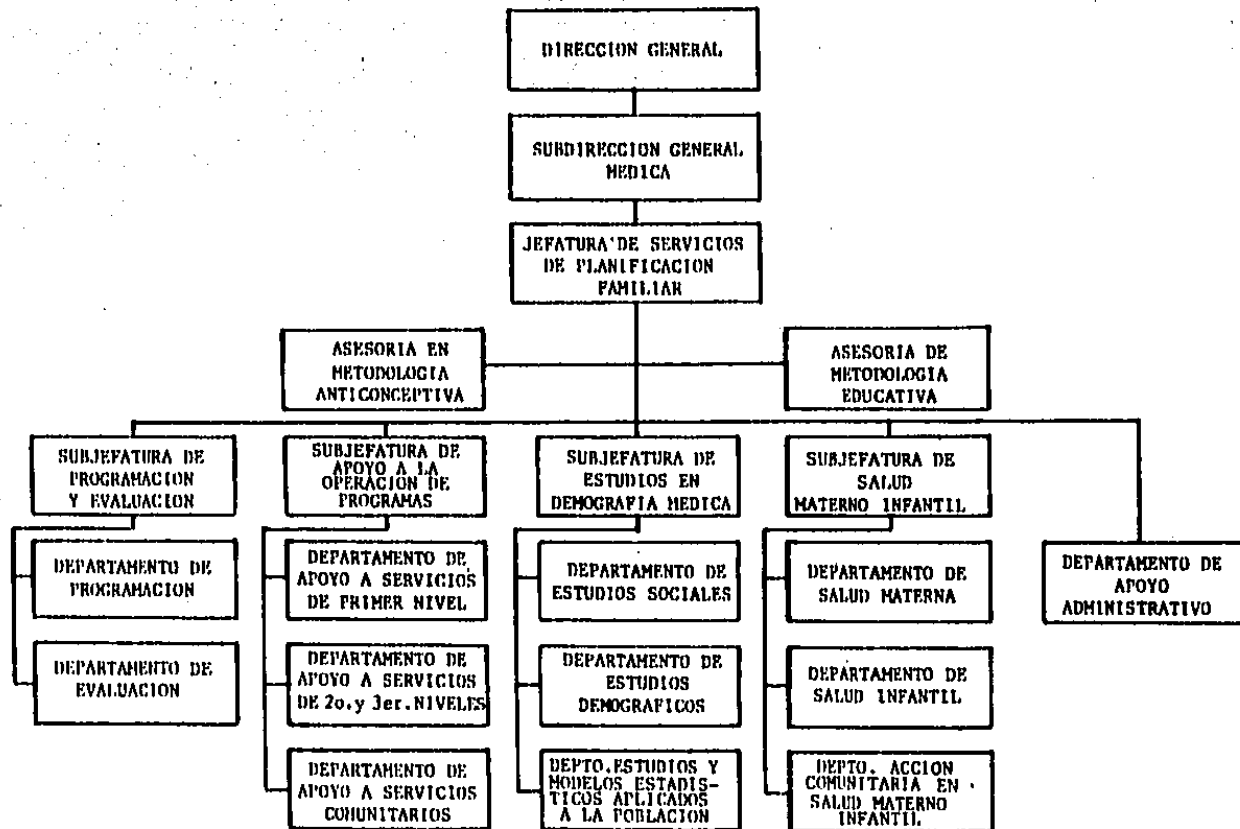 DIRECCION GENERAL
SUBDIRECCION GENERAL
MEDICA
JEFATURA DE SERVICIOS
DE PLANIFICACION
FAMILIAR
ASESORIA EN
METODOLOGIA
ANTICONCEPTIVA
ASESORIA DE
METODOLOGIA
EDUCATIVA
SUBJEFATURA DE
PROGRAMACION
Y EVALUACION
SUBJEFATURA DE
APOYO A LA
OPERACION DE
PROGRAMAS
SUBJEFATURA DE
ESTUDIOS EN
DEMOGRAFIA MEDICA
SUBJEFATURA DE
SALUD
MATERNO INFANTIL
DEPARTAMENTO DE
PROGRAMACION
DEPARTAMENTO DE
APOYO A SERVICIOS
DE PRIMER NIVEL
DEPARTAMENTO DE
ESTUDIOS SOCIALES
DEPARTAMENTO DE
SALUD MATERNA
DEPARTAMENTO DE
APOYO
ADMINISTRATIVO
DEPARTAMENTO DE
EVALUACION
DEPARTAMENTO DE
APOYO A SERVICIOS
DE 2o. y 3er. NIVELES
DEPARTAMENTO DE
ESTUDIOS
DEMOGRAFICOS
DEPARTAMENTO DE
SALUD INFANTIL
DEPARTAMENTO DE
APOYO A SERVICIOS
COMUNITARIOS
DEPTO. ESTUDIOS Y
MODELOS ESTADIS-
TICOS APLICADOS
A LA POBLACION
DEPTO. ACCION
COMUNITARIA EN
SALUD MATERNO
INFANTIL